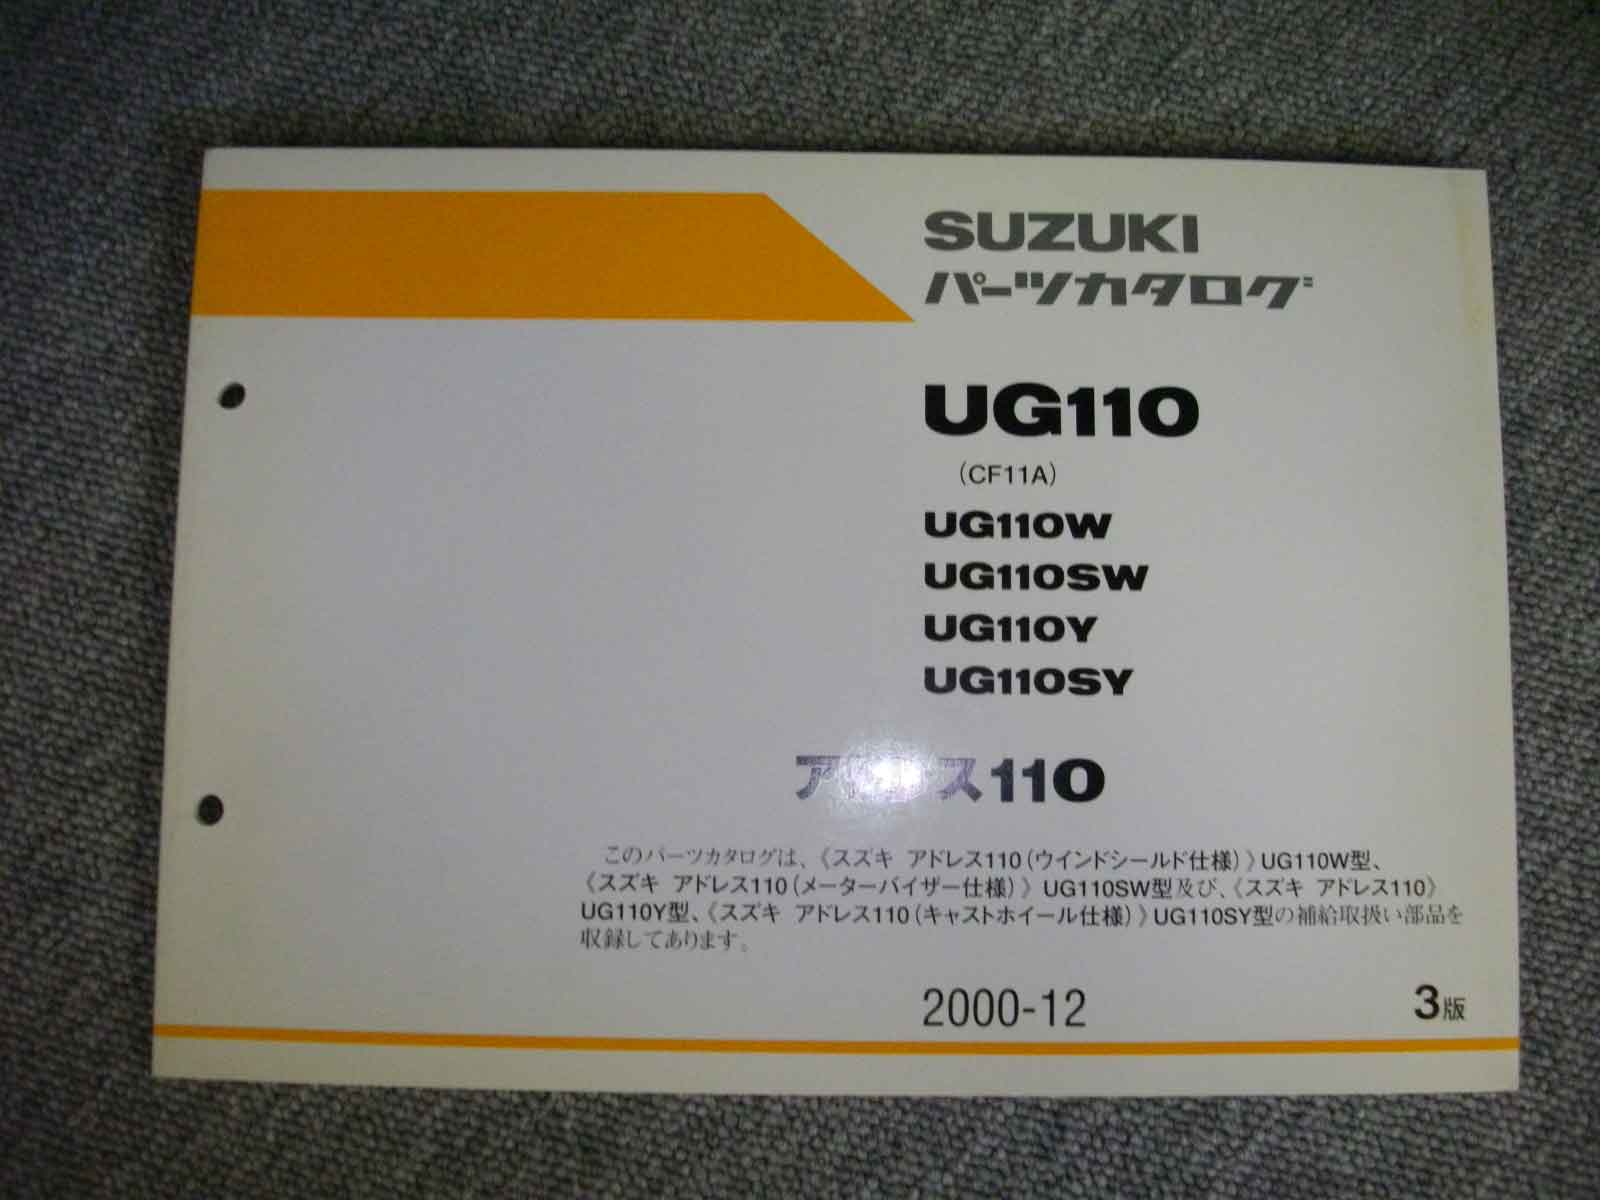 SUZUKI
パーツカタログ
UG110
(CF11A)
UG110W
UG110SW
UG110Y
UG110SY
アドレス110
このパーツカタログは、《スズキ アドレス110(ウインドシールド仕様)》UG110W型、
《スズキ アドレス110(メーターバイザー仕様)》UG110SW型及び、《スズキ アドレス110》
UG110Y型、《スズキ アドレス110(キャストホイール仕様)》UG110SY型の補給取扱い部品を
収録してあります。
2000-12
3版